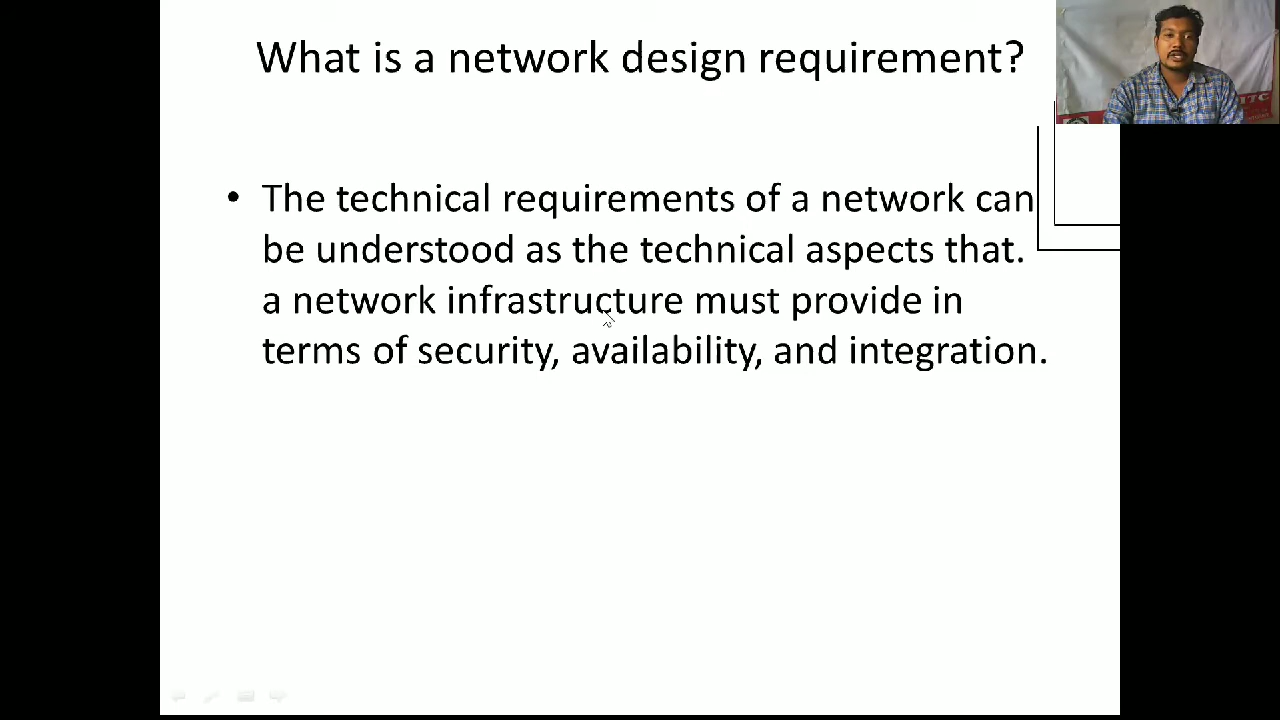 What is a network design requirement?
• The technical requirements of a network can
be understood as the technical aspects that.
a network infrastructure must provide in
terms of security, availability, and integration.
ITC